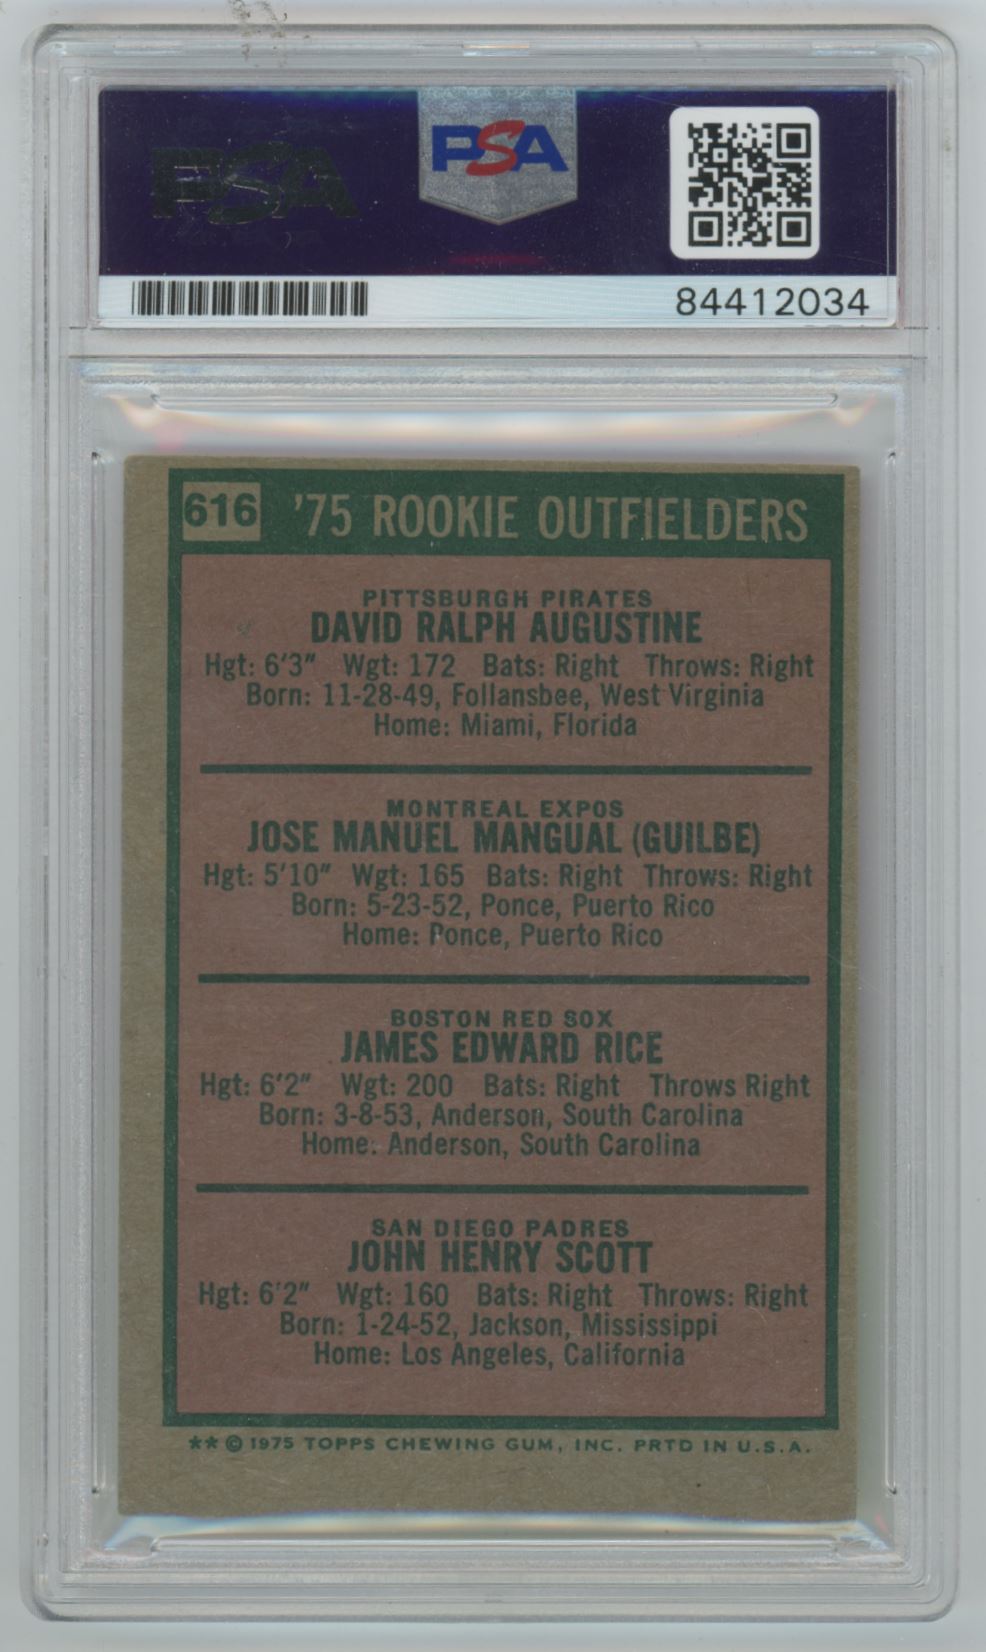 PSA
PSA
84412034
616 '75 ROOKIE OUTFIELDERS
PITTSBURGH PIRATES
DAVID RALPH AUGUSTINE
Hgt: 6'3" Wgt: 172 Bats: Right Throws: Right
Born: 11-28-49, Follansbee, West Virginia
Home: Miami, Florida
MONTREAL EXPOS
JOSE MANUEL MANGUAL (GUILBE)
Hgt: 5'10" Wgt: 165 Bats: Right Throws: Right
Born: 5-23-52, Ponce, Puerto Rico
Home: Ponce, Puerto Rico
BOSTON RED SOX
JAMES EDWARD RICE
Hgt: 6'2" Wgt: 200 Bats: Right Throws Right
Born: 3-8-53, Anderson, South Carolina
Home: Anderson, South Carolina
SAN DIEGO PADRES
JOHN HENRY SCOTT
Hgt: 6'2" Wgt: 160 Bats: Right Throws: Right
Born: 1-24-52, Jackson, Mississippi
Home: Los Angeles, California
** © 1975 TOPPS CHEWING GUM, INC. PRTD IN U.S.A.